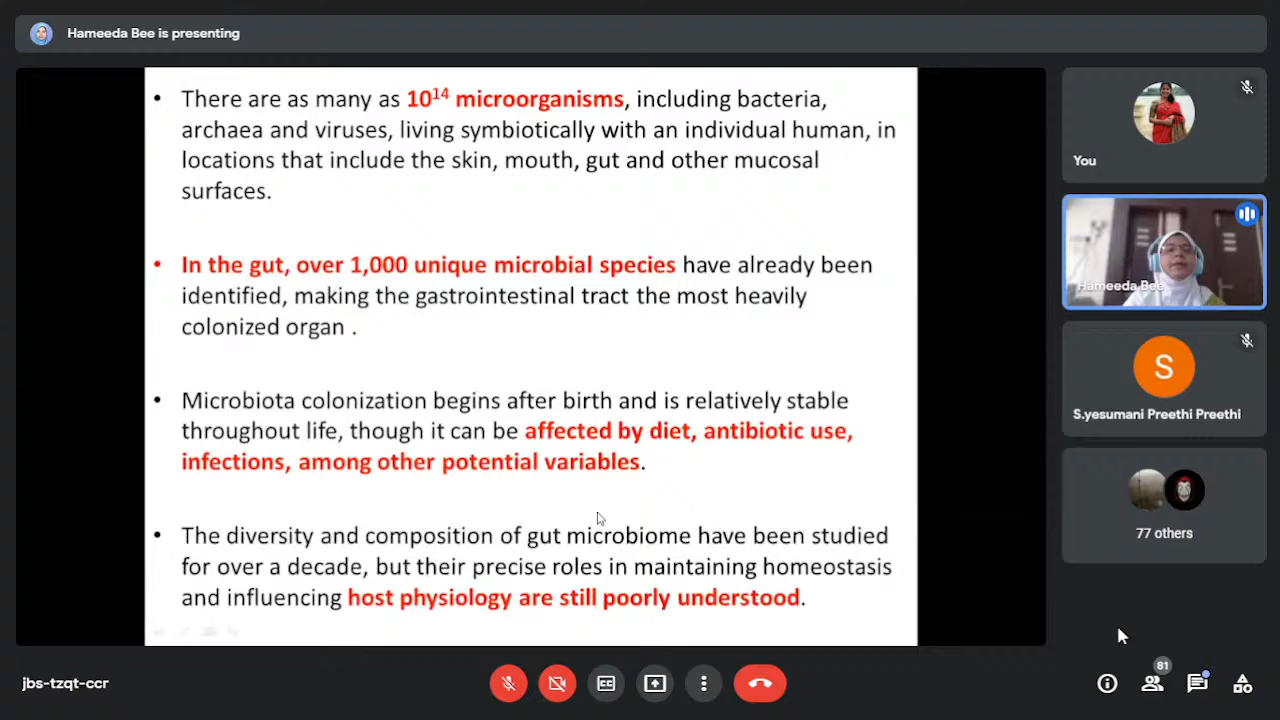 Hameeda Bee is presenting
• There are as many as 10¹⁴ microorganisms, including bacteria,
archaea and viruses, living symbiotically with an individual human, in
locations that include the skin, mouth, gut and other mucosal
surfaces.
• In the gut, over 1,000 unique microbial species have already been
identified, making the gastrointestinal tract the most heavily
colonized organ .
• Microbiota colonization begins after birth and is relatively stable
throughout life, though it can be affected by diet, antibiotic use,
infections, among other potential variables.
• The diversity and composition of gut microbiome have been studied
for over a decade, but their precise roles in maintaining homeostasis
and influencing host physiology are still poorly understood.
You
Hameeda Bee
S
S.yesumani Preethi Preethi
77 others
jbs-tzqt-ccr
CC
81